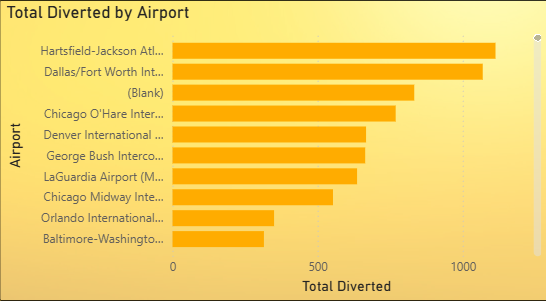 Total Diverted by Airport
Hartsfield-Jackson Atl...
Dallas/Fort Worth Int...
(Blank)
Chicago O'Hare Inter...
Denver International ...
George Bush Interco...
LaGuardia Airport (M...
Chicago Midway Inte...
Orlando International...
Baltimore-Washingto...
Airport
0 500 1000
Total Diverted